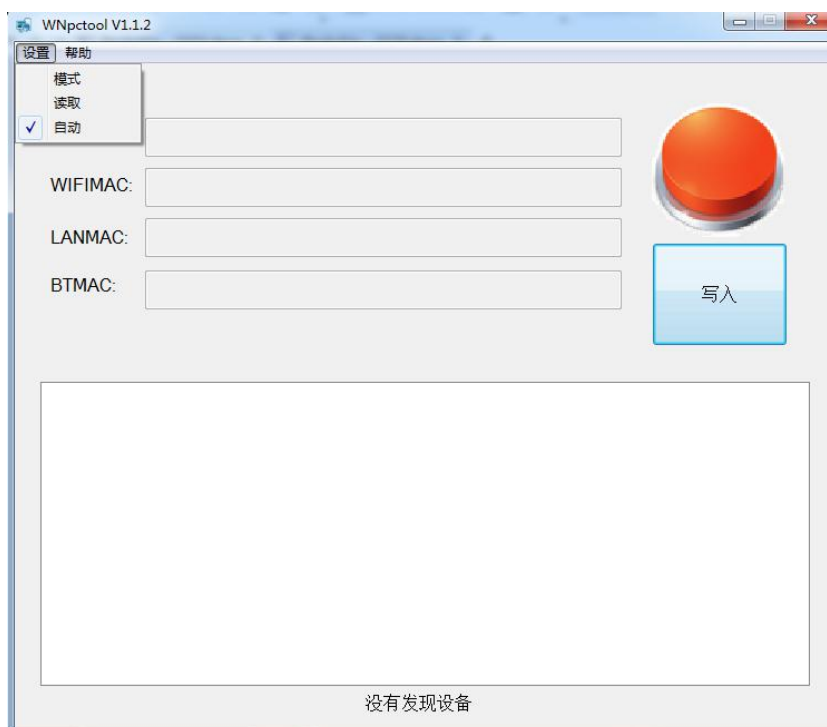 WNpctool V1.1.2
设置 帮助
模式
读取
自动
WIFIMAC:
LANMAC:
BTMAC:
写入
没有发现设备